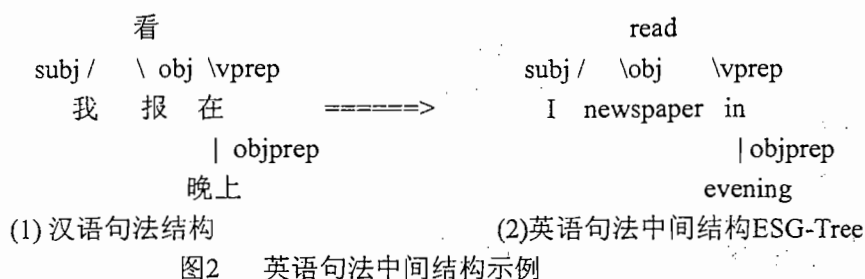 看 read
subj / \ obj \vprep subj / \obj \vprep
我 报 在 ======> I newspaper in
| objprep | objprep
晚上 evening
(1) 汉语句法结构 (2)英语句法中间结构ESG-Tree
图2 英语句法中间结构示例